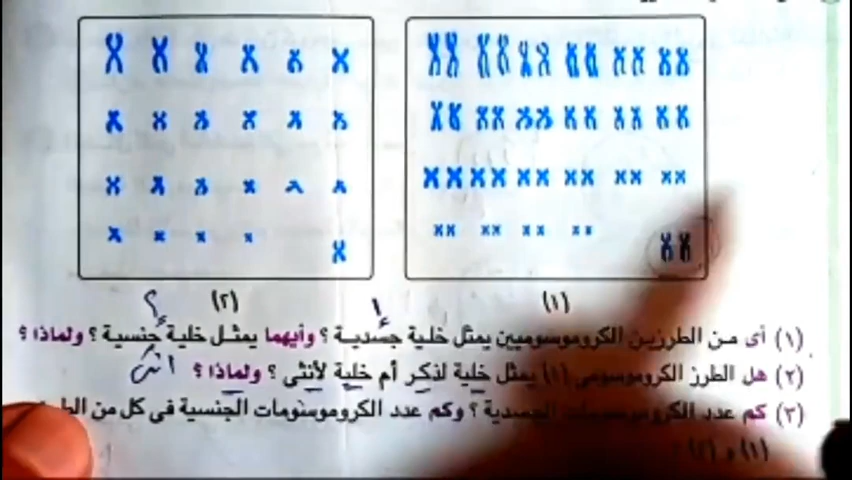 (٢)
(١)
(١) أى من الطرزين الكروموسوميين يمثل خلية جسدية ؟ وأيهما يمثل خلية جنسية ؟ ولماذا ؟
(٢) هل الطرز الكروموسومى (١) يمثل خلية لذكر أم خلية لأنثى ؟ ولماذا ؟
(٣) كم عدد الكروموسومات الجسدية ؟ وكم عدد الكروموسومات الجنسية فى كل من
(١) و (٢)